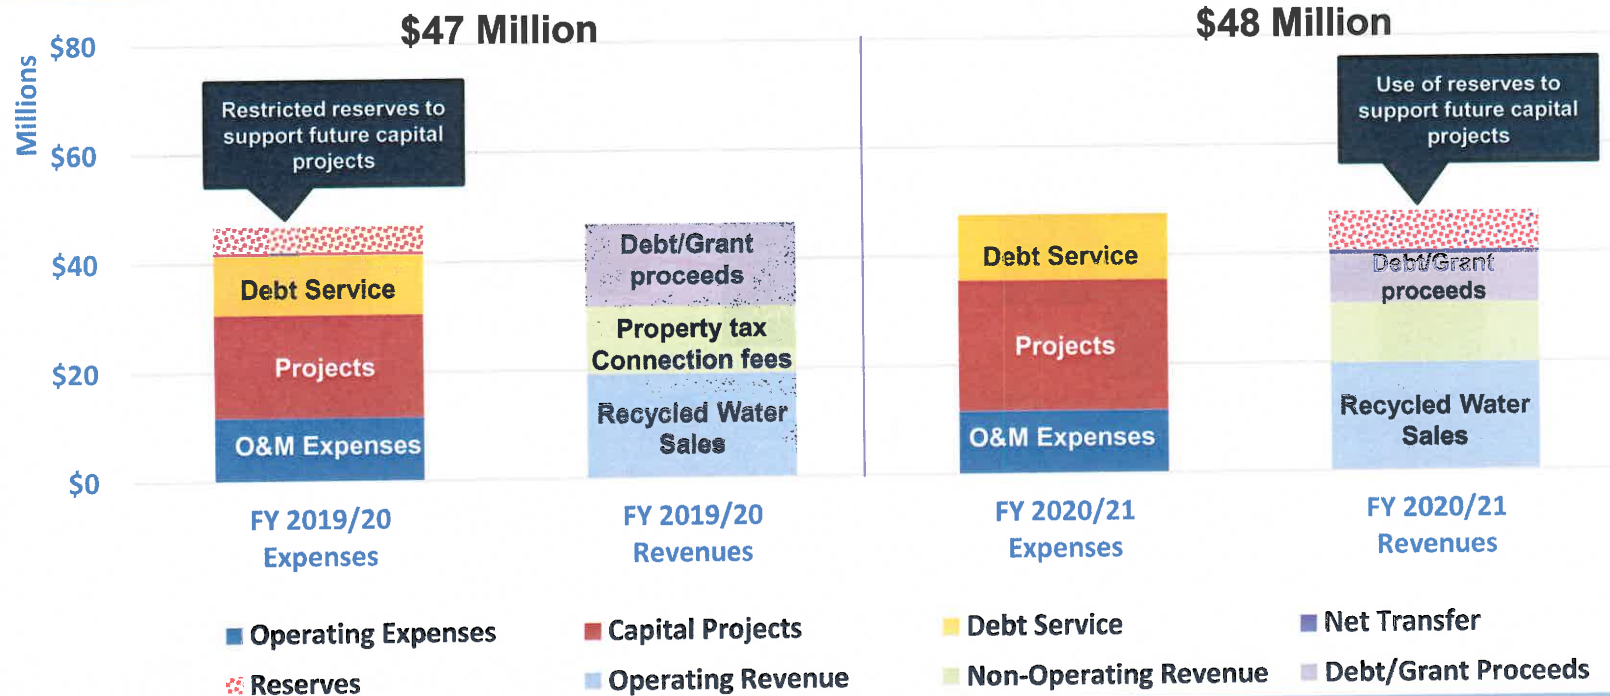 $47 Million
$48 Million
Millions
$80
$60
$40
$20
$0
Restricted reserves to
support future capital
projects
Debt Service
Projects
O&M Expenses
Debt/Grant
proceeds
Property tax
Connection fees
Recycled Water
Sales
Debt Service
Projects
O&M Expenses
Use of reserves to
support future capital
projects
Debt/Grant
proceeds
Recycled Water
Sales
FY 2019/20
Expenses
FY 2019/20
Revenues
FY 2020/21
Expenses
FY 2020/21
Revenues
Operating Expenses
Capital Projects
Debt Service
Net Transfer
Reserves
Operating Revenue
Non-Operating Revenue
Debt/Grant Proceeds